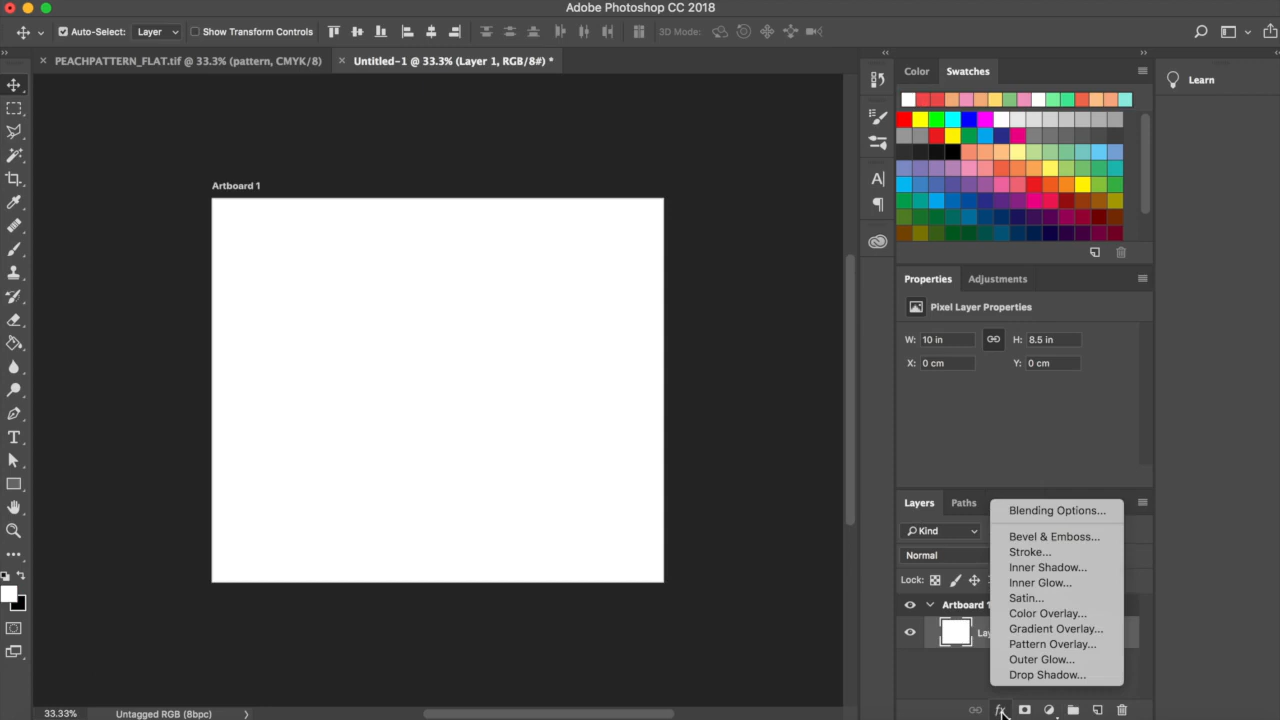 Adobe Photoshop CC 2018
Auto-Select: Layer Show Transform Controls 3D Mode:
PEACHPATTERN_FLAT.tif @ 33.3% (pattern, CMYK/8) Untitled-1 @ 33.3% (Layer 1, RGB/8#) *
Color Swatches
Learn
Artboard 1
Properties Adjustments
Pixel Layer Properties
W: 10 in H: 8.5 in
X: 0 cm Y: 0 cm
Layers Paths
Blending Options...
Kind
Bevel & Emboss...
Stroke...
Normal
Inner Shadow...
Lock:
Inner Glow...
Satin...
Artboard 1
Color Overlay...
Gradient Overlay...
Pattern Overlay...
Outer Glow...
Drop Shadow...
33.33% Untagged RGB (8bpc)
fx